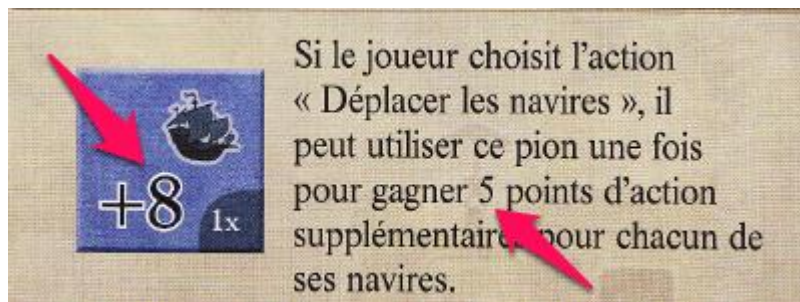 +8
1x
Si le joueur choisit l'action
« Déplacer les navires », il
peut utiliser ce pion une fois
pour gagner 5 points d'action
supplémentaires pour chacun de
ses navires.